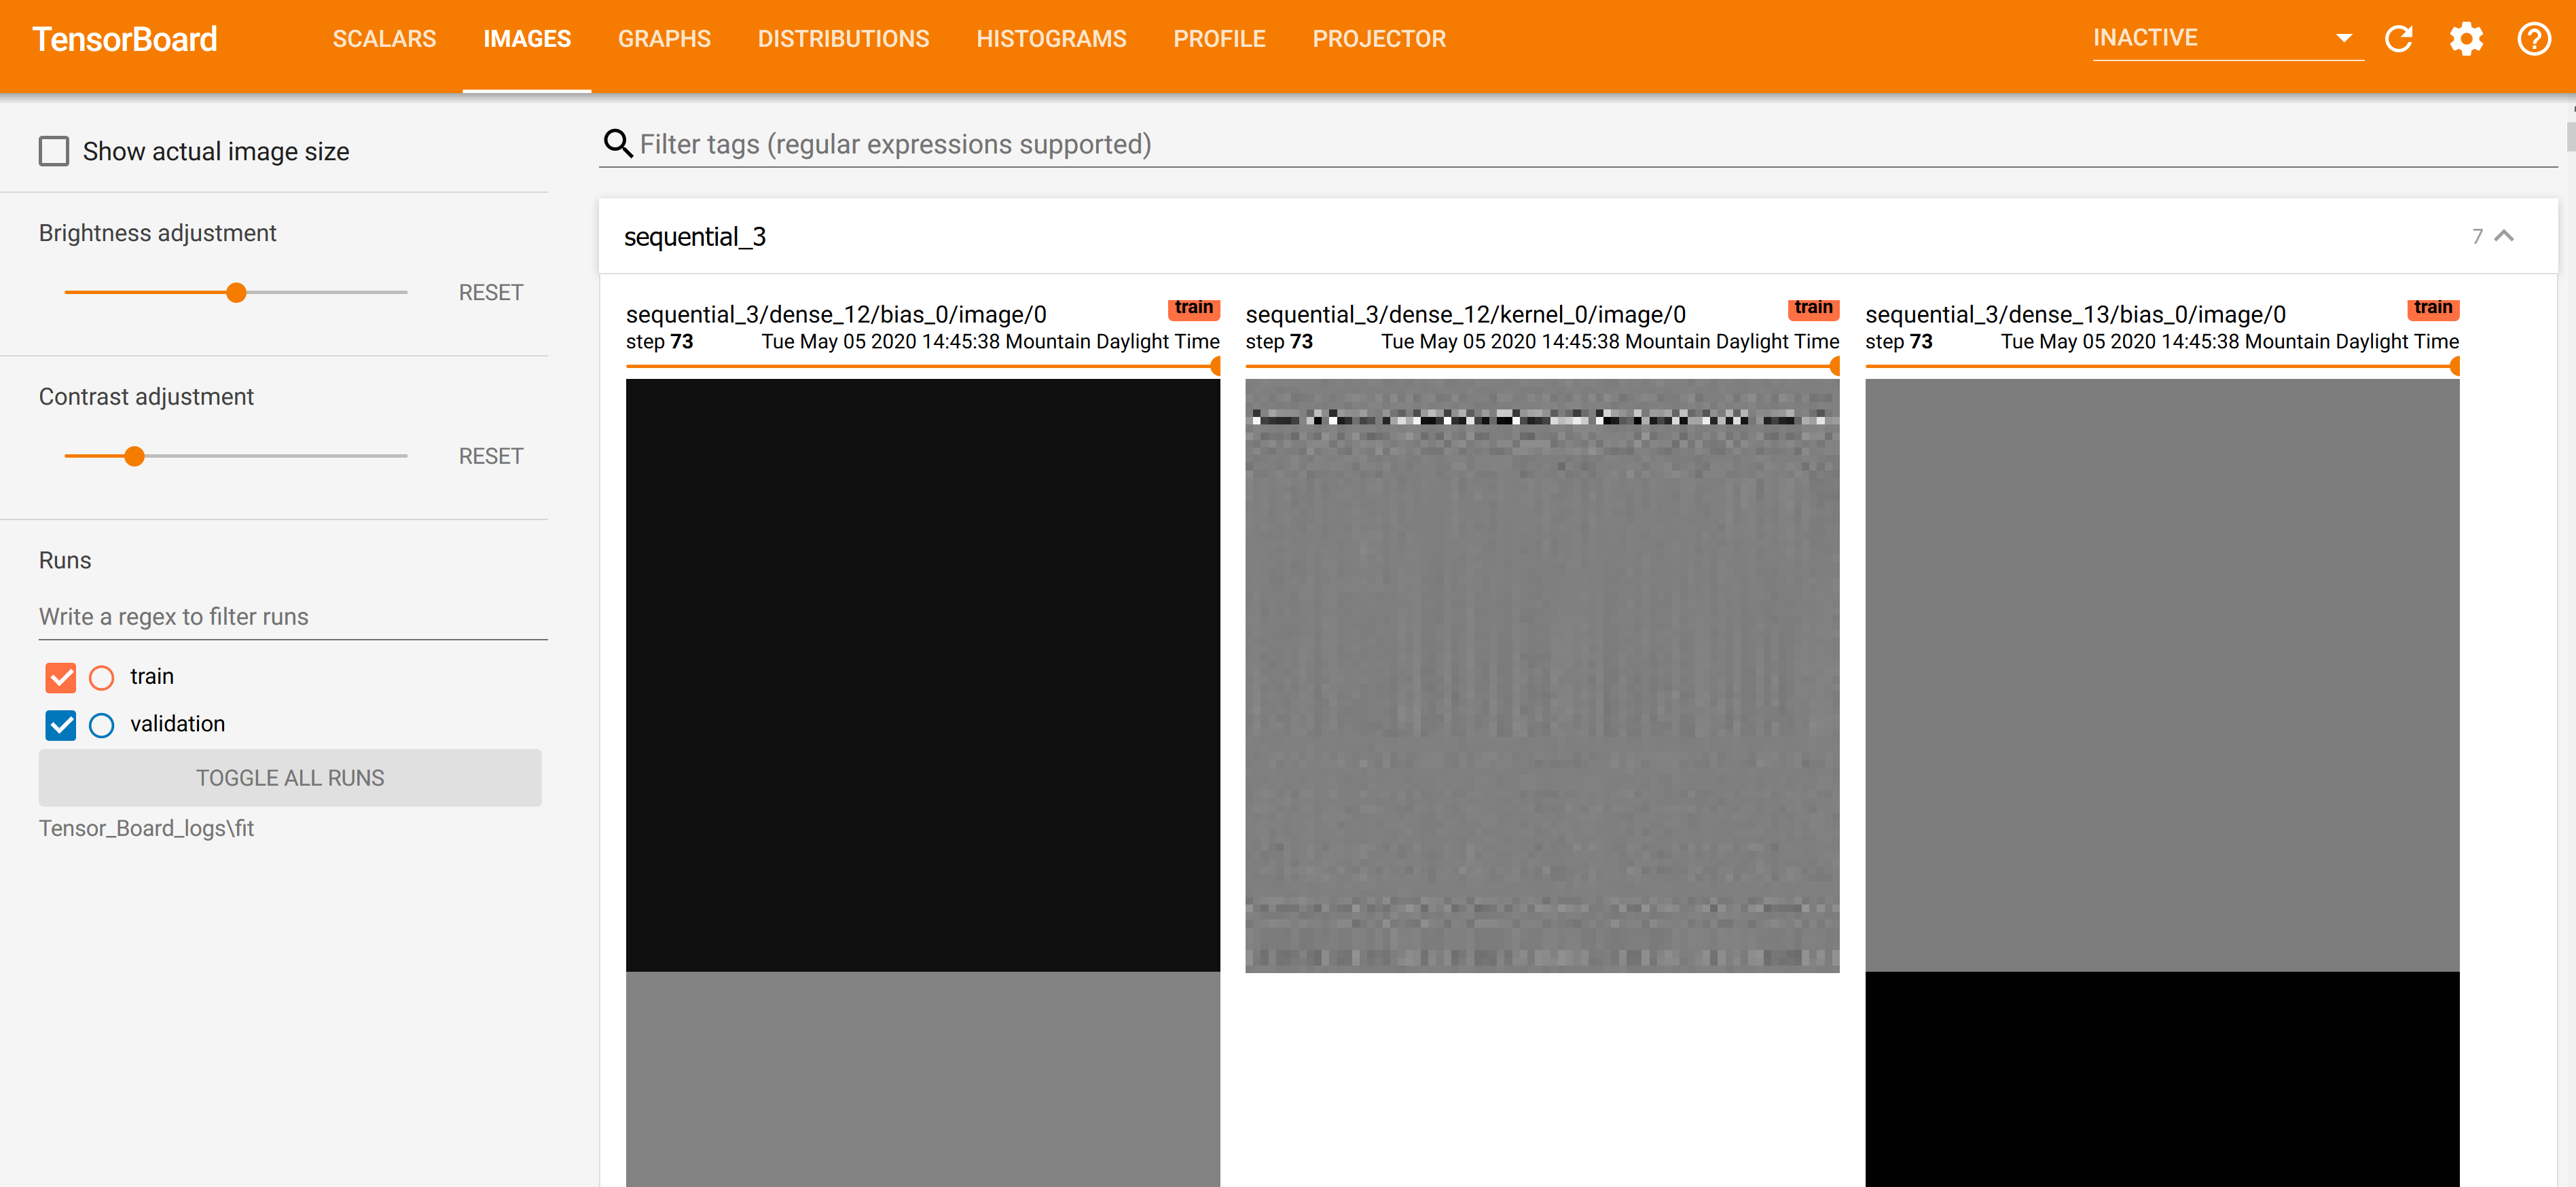 TensorBoard
SCALARS
IMAGES
GRAPHS
DISTRIBUTIONS
HISTOGRAMS
PROFILE
PROJECTOR
INACTIVE
Show actual image size
Brightness adjustment
RESET
Contrast adjustment
RESET
Runs
Write a regex to filter runs
train
validation
TOGGLE ALL RUNS
Tensor_Board_logs\fit
Filter tags (regular expressions supported)
sequential_3
7
sequential_3/dense_12/bias_0/image/0
train
step 73
Tue May 05 2020 14:45:38 Mountain Daylight Time
sequential_3/dense_12/kernel_0/image/0
train
step 73
Tue May 05 2020 14:45:38 Mountain Daylight Time
sequential_3/dense_13/bias_0/image/0
train
step 73
Tue May 05 2020 14:45:38 Mountain Daylight Time